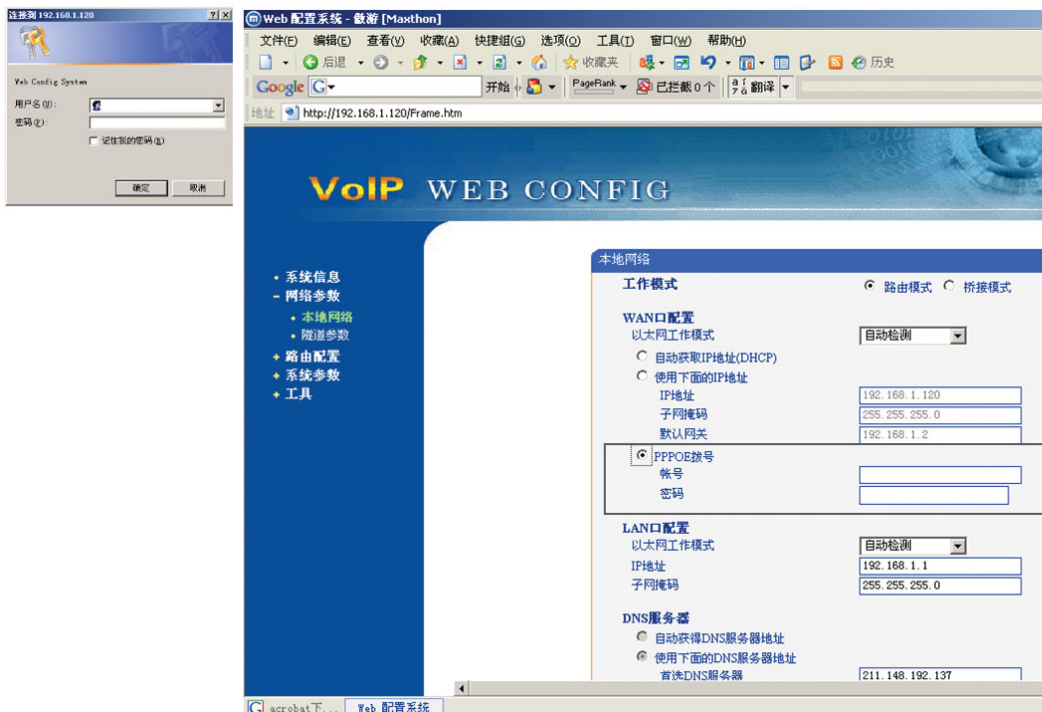 连接到 192.168.1.120
Web Config System
用户名(U):
密码(P):
记住我的密码(R)
确定 取消
Web 配置系统 - 傲游 [Maxthon]
文件(F) 编辑(E) 查看(V) 收藏(A) 快捷组(G) 选项(O) 工具(T) 窗口(W) 帮助(H)
后退 收藏夹 历史
Google G 开始 PageRank 已拦截 0 个 翻译
地址 http://192.168.1.120/Frame.htm
VoIP WEB CONFIG
系统信息
网络参数
本地网络
隧道参数
路由配置
系统参数
工具
本地网络
工作模式 路由模式 桥接模式
WAN口配置
以太网工作模式 自动检测
自动获取IP地址(DHCP)
使用下面的IP地址
IP地址 192.168.1.120
子网掩码 255.255.255.0
默认网关 192.168.1.2
PPPOE拨号
帐号
密码
LAN口配置
以太网工作模式 自动检测
IP地址 192.168.1.1
子网掩码 255.255.255.0
DNS服务器
自动获得DNS服务器地址
使用下面的DNS服务器地址
首选DNS服务器 211.148.192.137
acrobat下... Web 配置系统